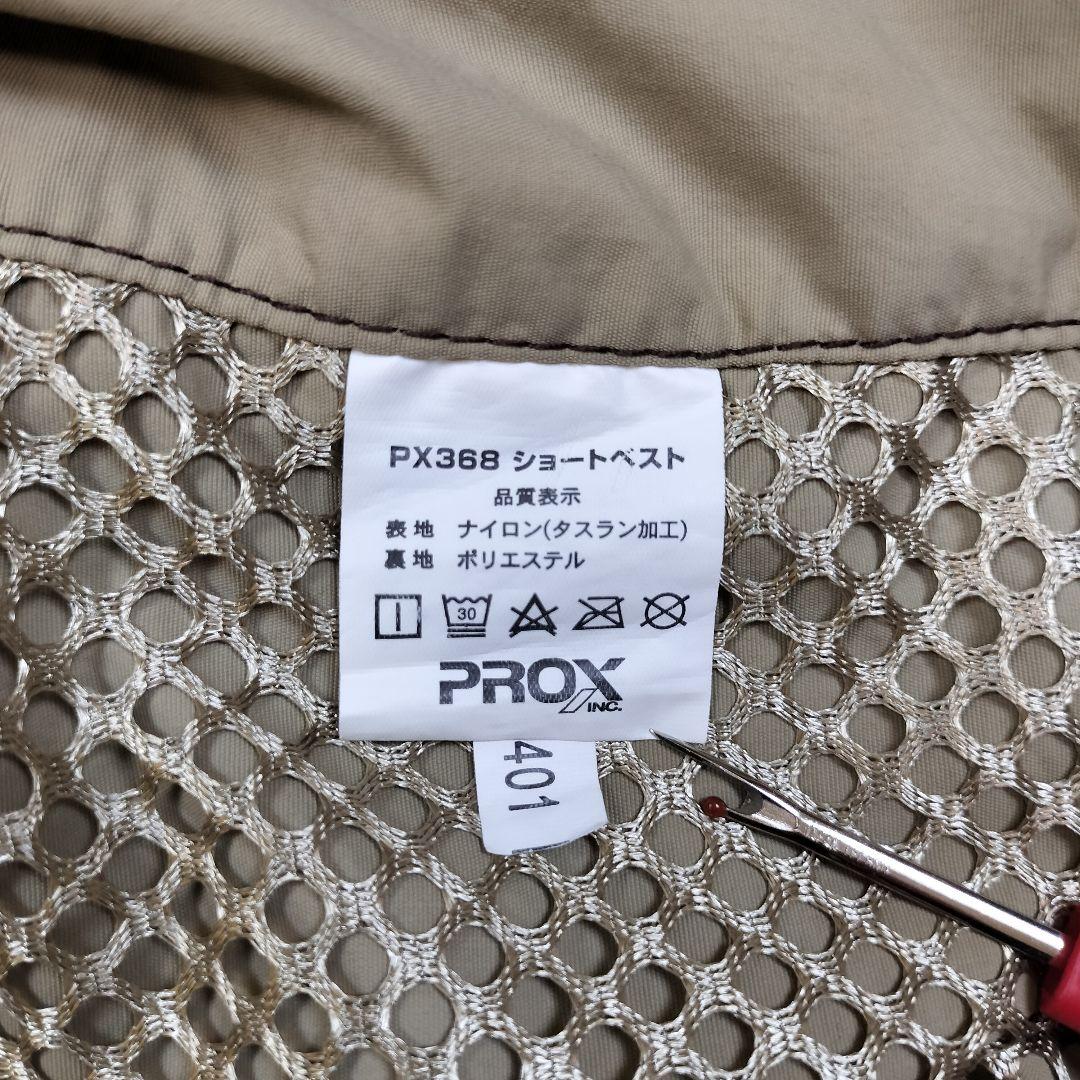 PX368 ショートベスト
品質表示
表地 ナイロン(タスラン加工)
裏地 ポリエステル
30
PROX
INC.
401